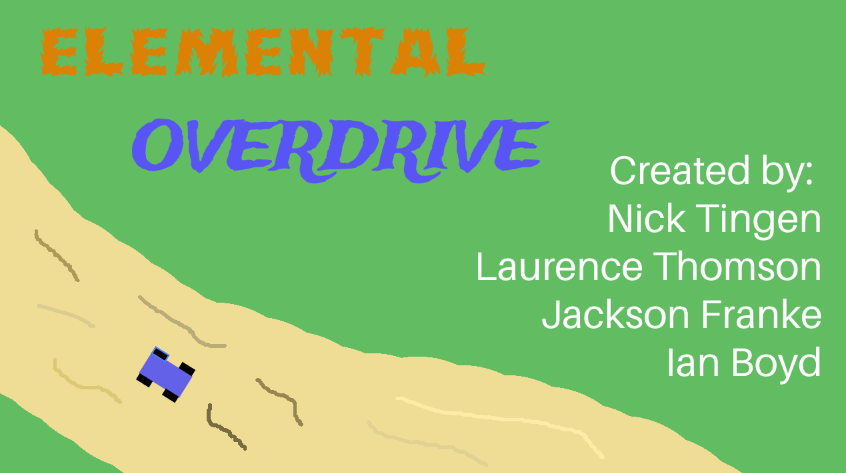 ELEMENTAL
OVERDRIVE
Created by:
Nick Tingen
Laurence Thomson
Jackson Franke
Ian Boyd